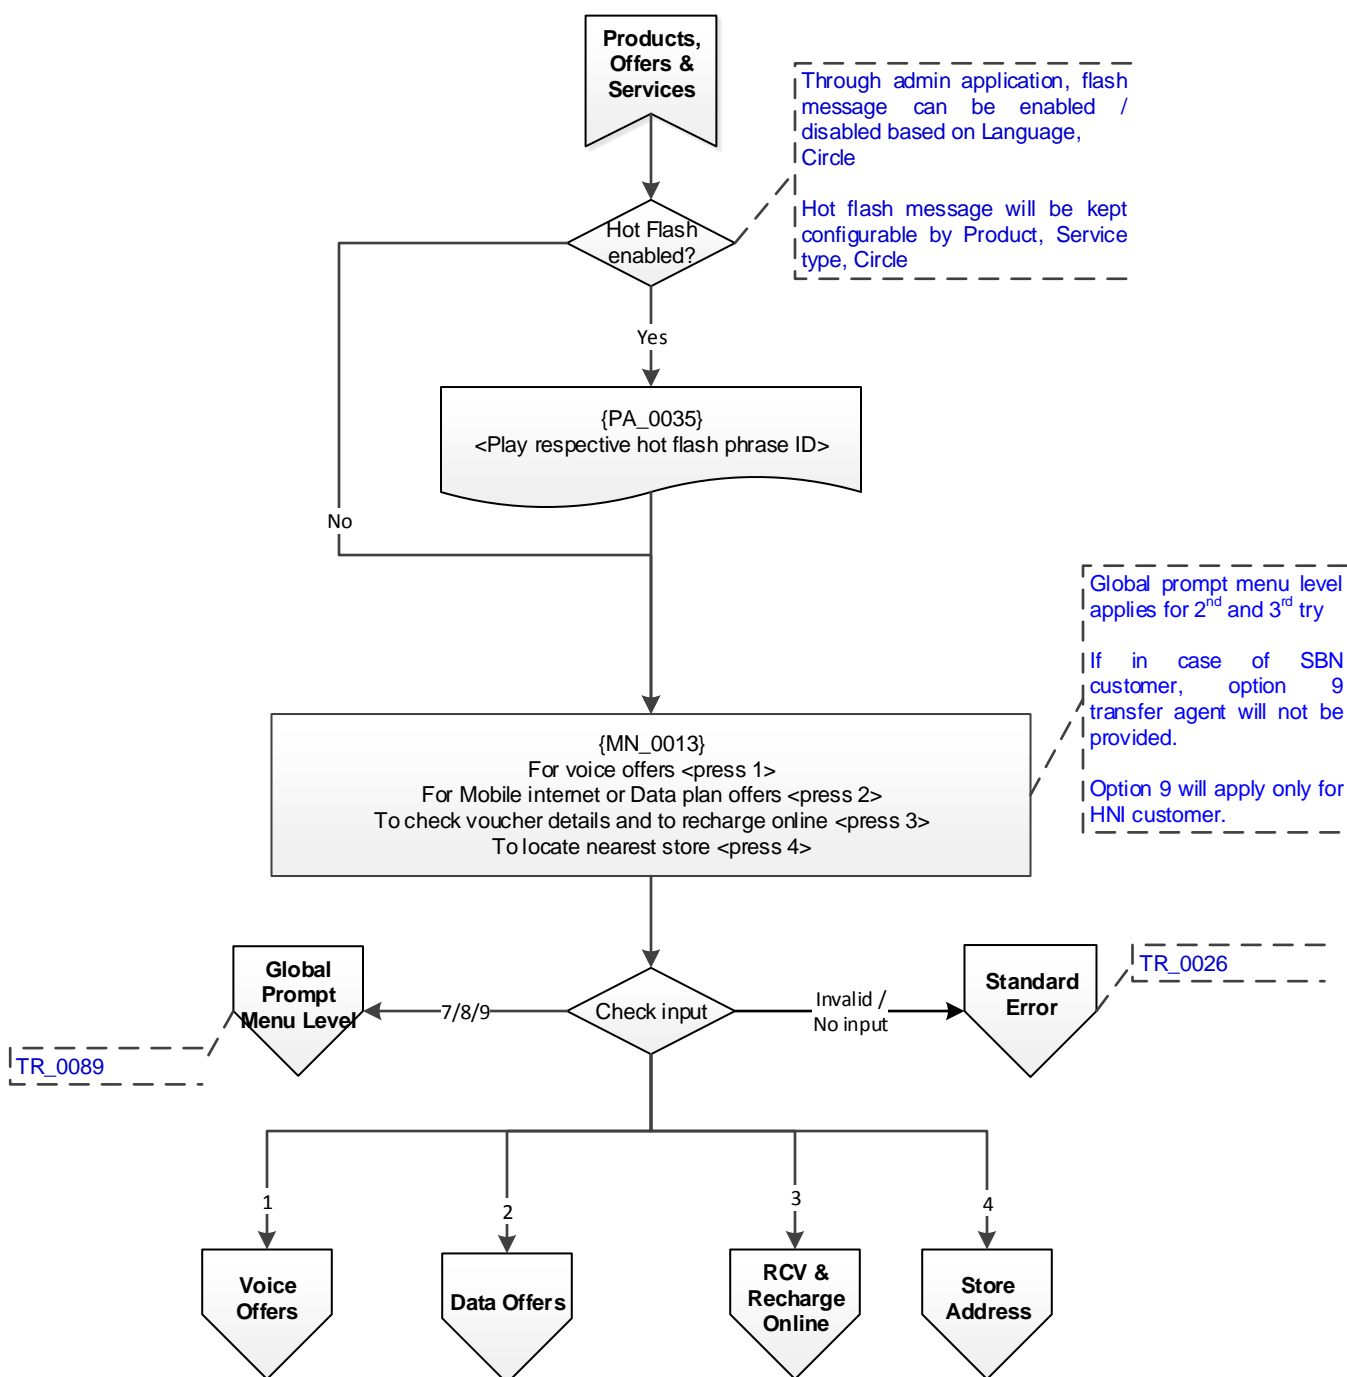 Products,
Offers &
Services
Through admin application, flash
message can be enabled /
disabled based on Language,
Circle
Hot flash message will be kept
configurable by Product, Service
type, Circle
Hot Flash
enabled?
Yes
{PA_0035}
<Play respective hot flash phrase ID>
No
Global prompt menu level
applies for 2nd and 3rd try
If in case of SBN
customer, option 9
transfer agent will not be
provided.
Option 9 will apply only for
HNI customer.
{MN_0013}
For voice offers <press 1>
For Mobile internet or Data plan offers <press 2>
To check voucher details and to recharge online <press 3>
To locate nearest store <press 4>
Global
Prompt
Menu Level
7/8/9
Check input
Invalid /
No input
Standard
Error
TR_0026
TR_0089
1
2
3
4
Voice
Offers
Data Offers
RCV &
Recharge
Online
Store
Address